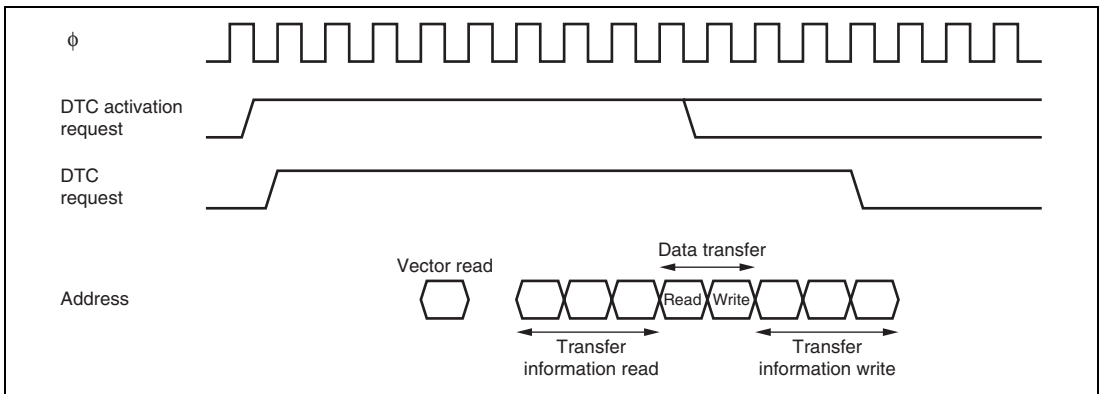 ϕ
DTC activation
request
DTC
request
Data transfer
Vector read
Address
Read Write
Transfer
information read
Transfer
information write